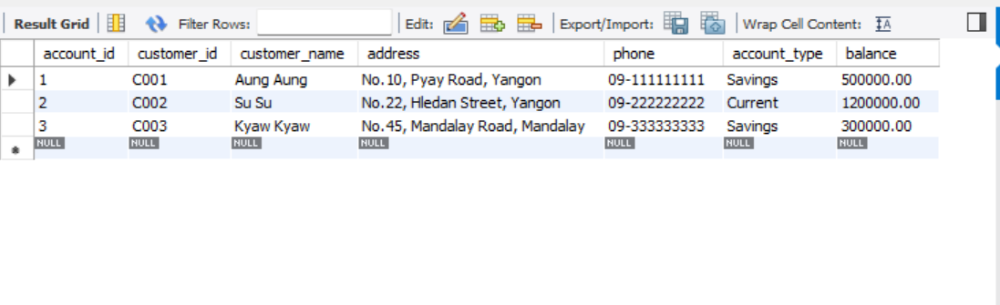 Result Grid Filter Rows: Edit: Export/Import: Wrap Cell Content: IA
account_id customer_id customer_name address phone account_type balance
1 C001 Aung Aung No.10, Pyay Road, Yangon 09-111111111 Savings 500000.00
2 C002 Su Su No.22, Hledan Street, Yangon 09-222222222 Current 1200000.00
3 C003 Kyaw Kyaw No.45, Mandalay Road, Mandalay 09-333333333 Savings 300000.00
NULL NULL NULL NULL NULL NULL NULL